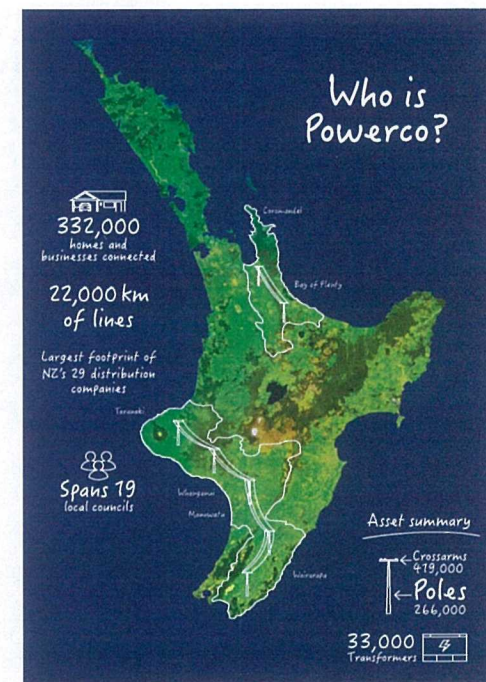 Who is
Powerco?
332,000
homes and
businesses connected
22,000 km
of lines
Largest footprint of
NZ's 29 distribution
companies
Spans 19
local councils
Coromandel
Bay of Plenty
Taranaki
Whanganui
Manawatu
Wairarapa
Asset summary
Crossarms
419,000
Poles
266,000
33,000
Transformers